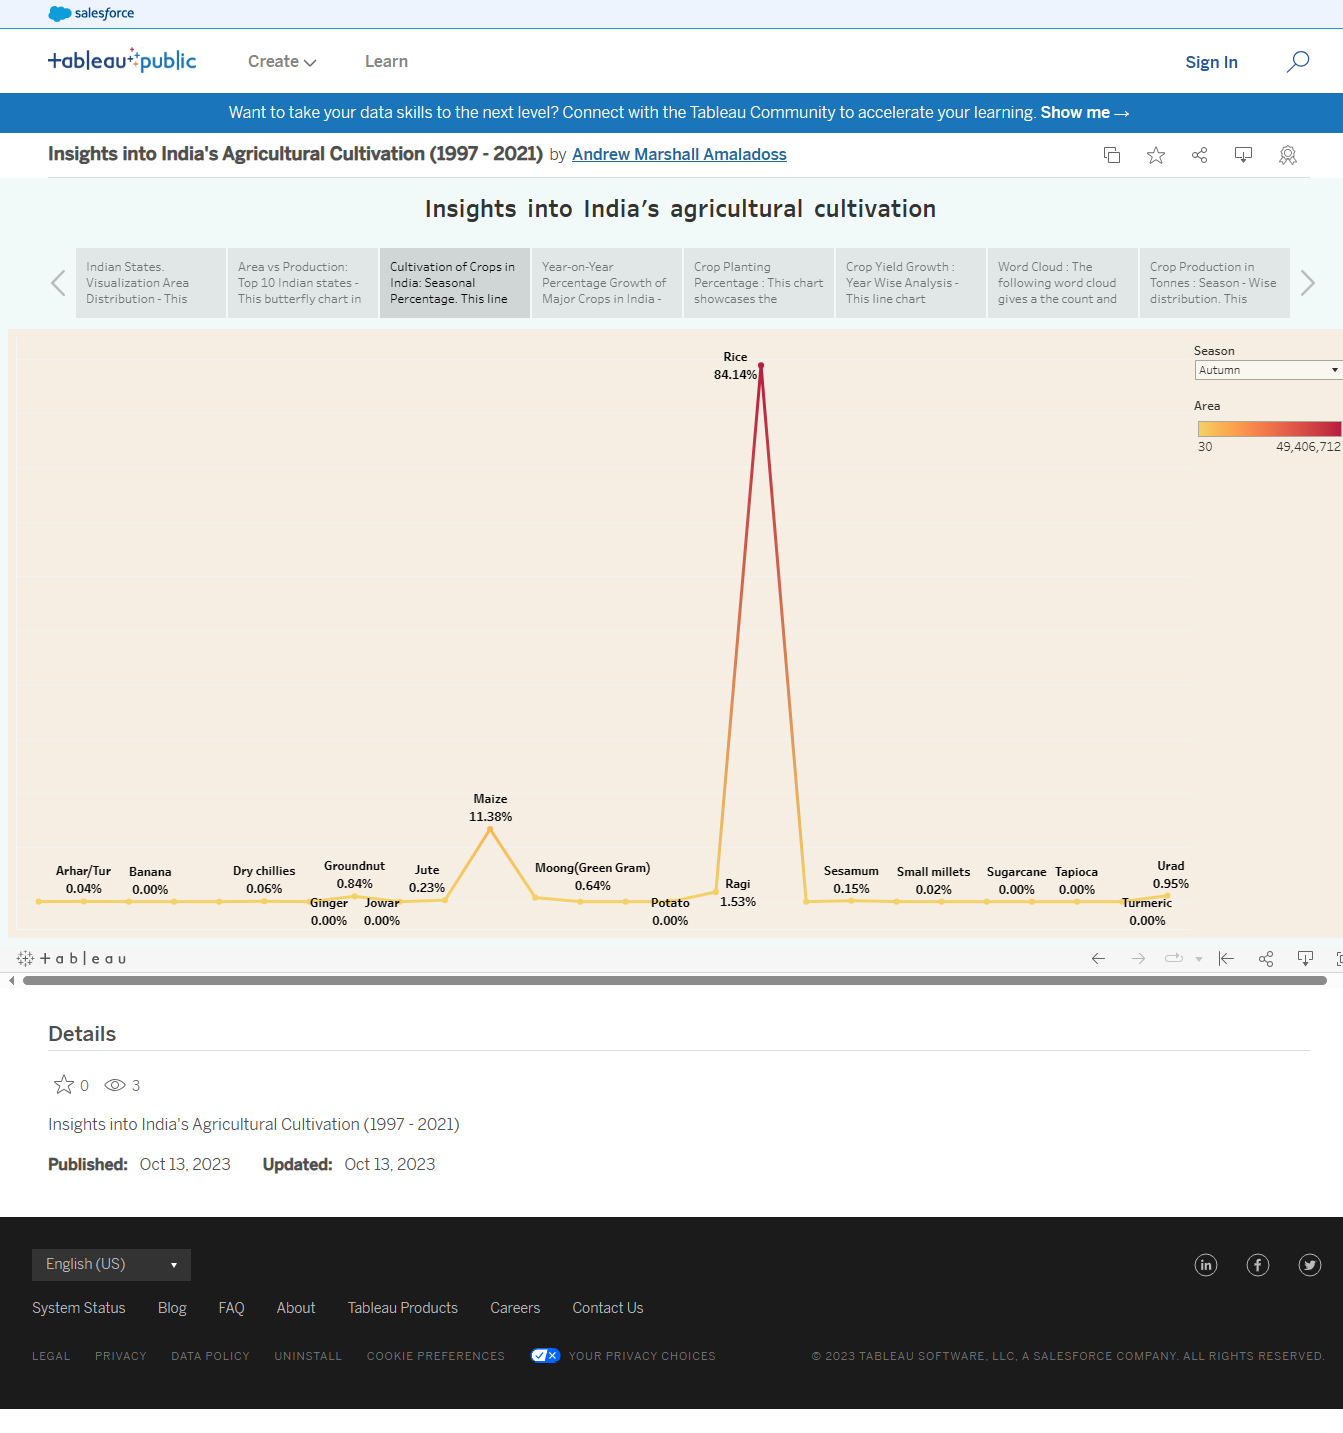 salesforce
+ableau public
Create
Learn
Sign In
Want to take your data skills to the next level? Connect with the Tableau Community to accelerate your learning. Show me →
Insights into India's Agricultural Cultivation (1997 - 2021) by Andrew Marshall Amaladoss
Insights into India's agricultural cultivation
Indian States.
Visualization Area
Distribution - This
Area vs Production:
Top 10 Indian states -
This butterfly chart in
Cultivation of Crops in
India: Seasonal
Percentage. This line
Year-on-Year
Percentage Growth of
Major Crops in India -
Crop Planting
Percentage : This chart
showcases the
Crop Yield Growth :
Year Wise Analysis -
This line chart
Word Cloud : The
following word cloud
gives a the count and
Crop Production in
Tonnes : Season - Wise
distribution. This
Season
Autumn
Area
30
49,406,712
Rice
84.14%
Maize
11.38%
Arhar/Tur
0.04%
Banana
0.00%
Dry chillies
0.06%
Groundnut
0.84%
Ginger
0.00%
Jowar
0.00%
Jute
0.23%
Moong(Green Gram)
0.64%
Potato
0.00%
Ragi
1.53%
Sesamum
0.15%
Small millets
0.02%
Sugarcane
0.00%
Tapioca
0.00%
Turmeric
0.00%
Urad
0.95%
+ableau
Details
0
3
Insights into India's Agricultural Cultivation (1997 - 2021)
Published: Oct 13, 2023 Updated: Oct 13, 2023
English (US)
System Status Blog FAQ About Tableau Products Careers Contact Us
LEGAL PRIVACY DATA POLICY UNINSTALL COOKIE PREFERENCES YOUR PRIVACY CHOICES © 2023 TABLEAU SOFTWARE, LLC, A SALESFORCE COMPANY. ALL RIGHTS RESERVED.